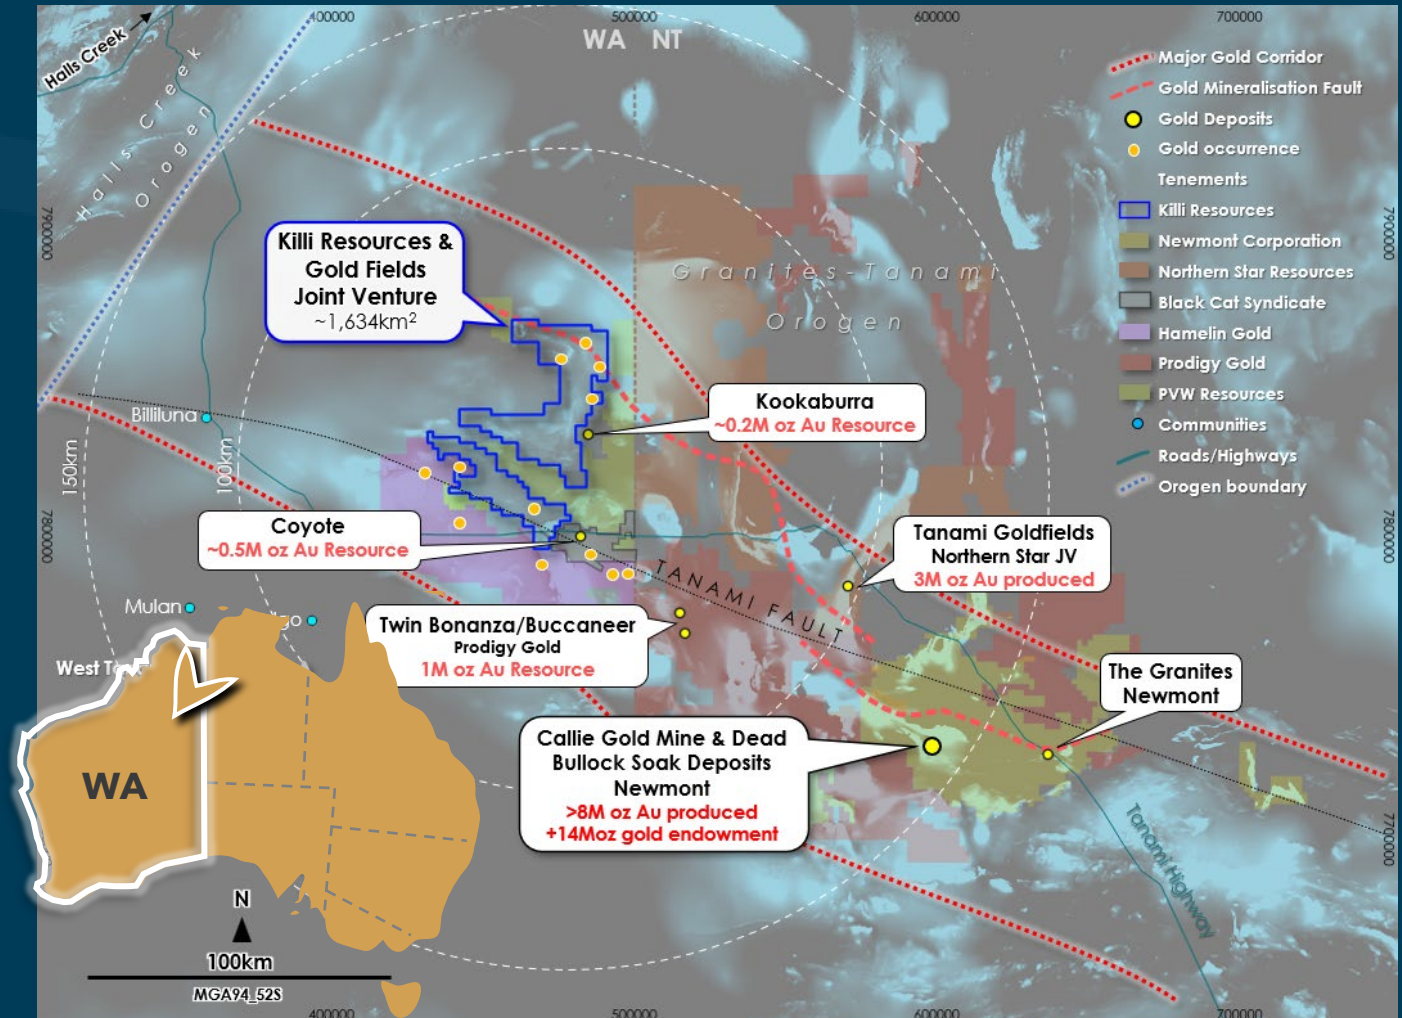 400000
500000
600000
700000
WA NT
Halls Creek
Halls Creek
Orogen
Major Gold Corridor
Gold Mineralisation Fault
Gold Deposits
Gold occurrence
Tenements
Killi Resources
Newmont Corporation
Northern Star Resources
Black Cat Syndicate
Hamelin Gold
Prodigy Gold
PVW Resources
Communities
Roads/Highways
Orogen boundary
7900000
7900000
Killi Resources &
Gold Fields
Joint Venture
~1,634km²
Granites-Tanami
Orogen
Kookaburra
~0.2M oz Au Resource
Billiluna
150km
100km
7800000
7800000
Coyote
~0.5M oz Au Resource
Tanami Goldfields
Northern Star JV
3M oz Au produced
TANAMI FAULT
Mulan
go
Twin Bonanza/Buccaneer
Prodigy Gold
1M oz Au Resource
West
The Granites
Newmont
Callie Gold Mine & Dead
Bullock Soak Deposits
Newmont
>8M oz Au produced
+14Moz gold endowment
WA
Tanami Highway
7700000
N
100km
MGA94_52S
400000
500000
600000
700000